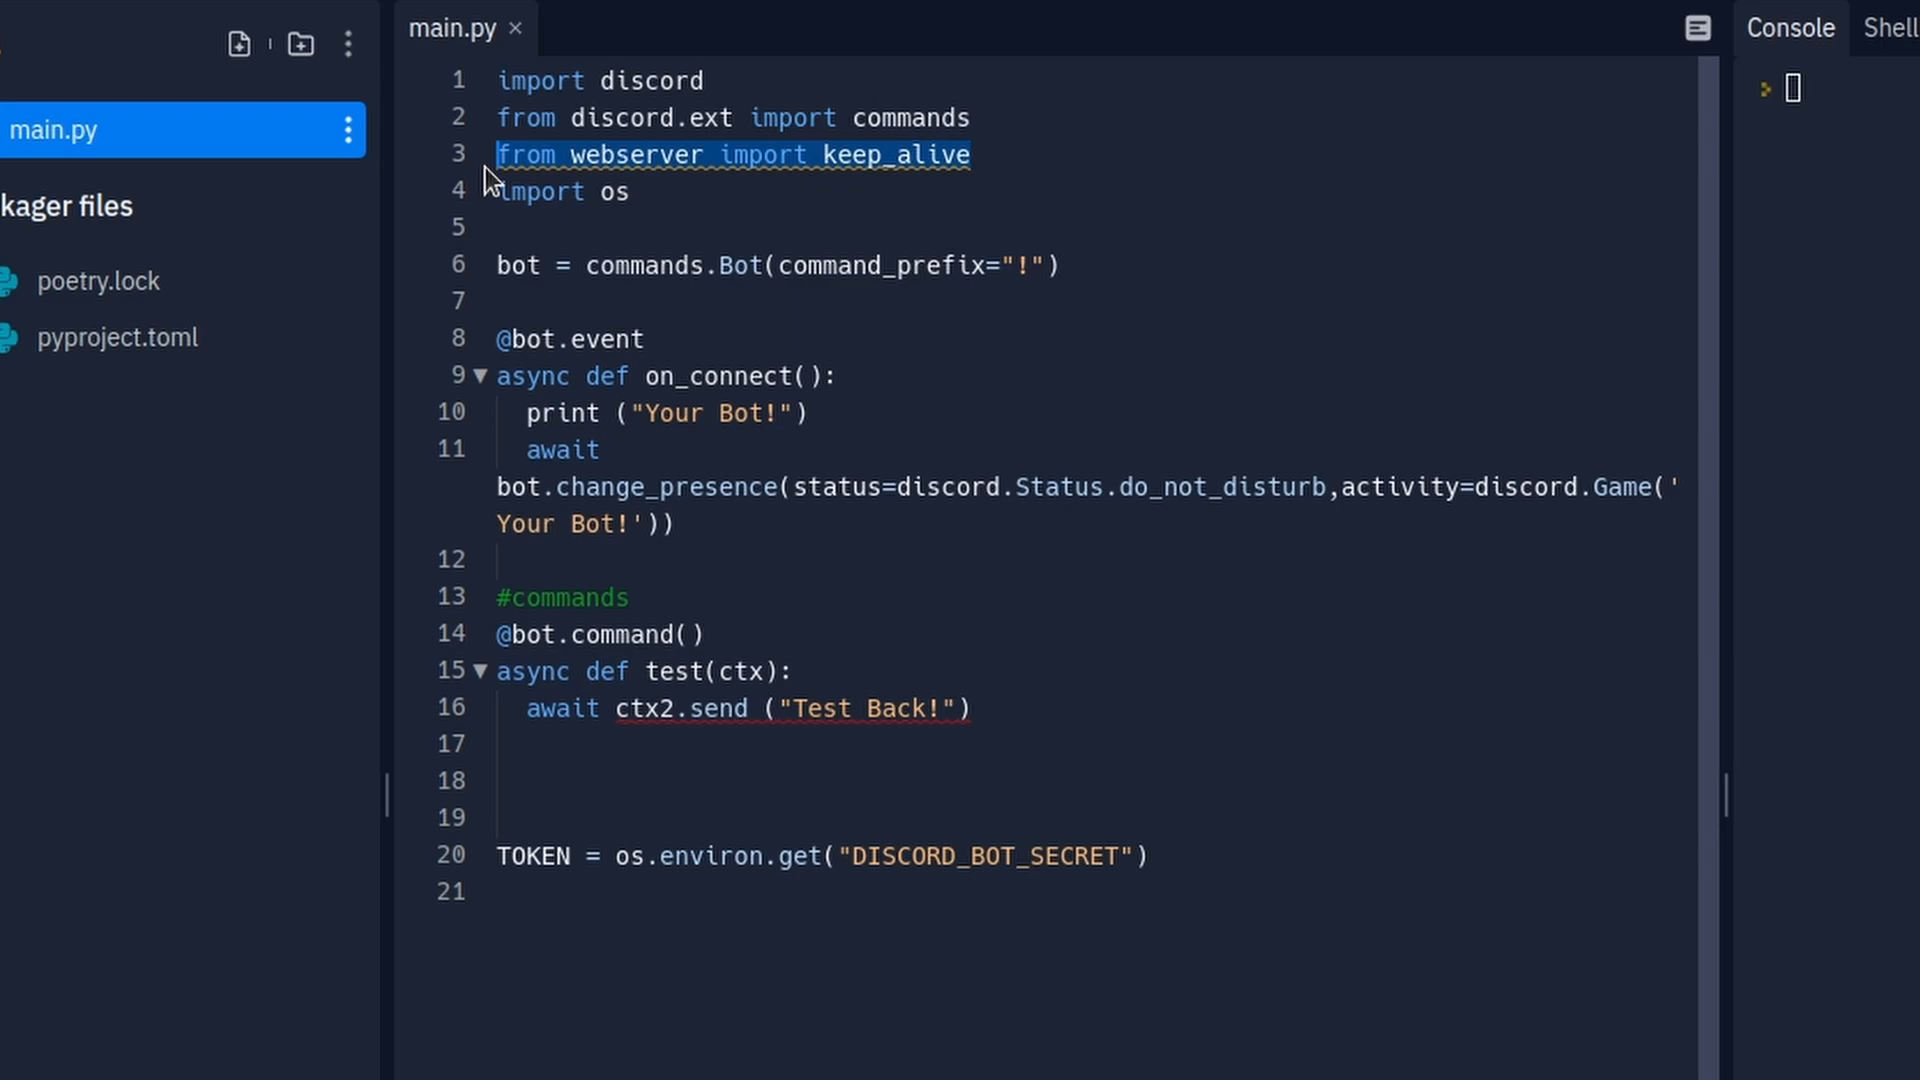 main.py
kager files
poetry.lock
pyproject.toml
main.py ×
1 import discord
2 from discord.ext import commands
3 from webserver import keep_alive
4 import os
5
6 bot = commands.Bot(command_prefix="!")
7
8 @bot.event
9 async def on_connect():
10 print ("Your Bot!")
11 await
bot.change_presence(status=discord.Status.do_not_disturb,activity=discord.Game('
Your Bot!'))
12
13 #commands
14 @bot.command()
15 async def test(ctx):
16 await ctx2.send ("Test Back!")
17
18
19
20 TOKEN = os.environ.get("DISCORD_BOT_SECRET")
21
Console Shell